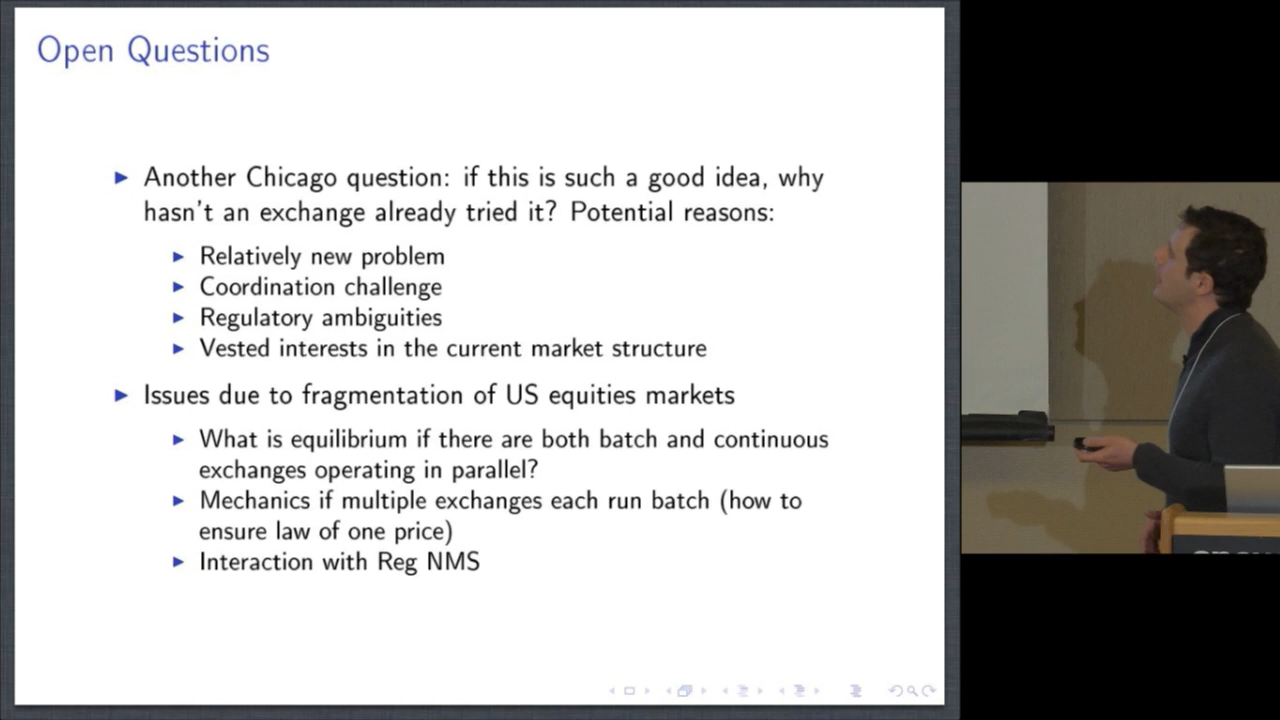 Open Questions
Another Chicago question: if this is such a good idea, why
hasn't an exchange already tried it? Potential reasons:
Relatively new problem
Coordination challenge
Regulatory ambiguities
Vested interests in the current market structure
Issues due to fragmentation of US equities markets
What is equilibrium if there are both batch and continuous
exchanges operating in parallel?
Mechanics if multiple exchanges each run batch (how to
ensure law of one price)
Interaction with Reg NMS